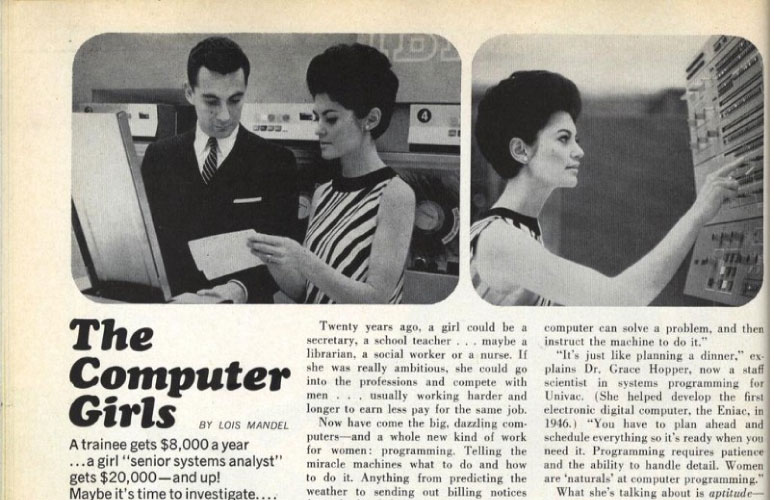 IBM
4
The
Computer
Girls
BY LOIS MANDEL
A trainee gets $8,000 a year
...a girl "senior systems analyst"
gets $20,000—and up!
Maybe it's time to investigate....
Twenty years ago, a girl could be a
secretary, a school teacher . . . maybe a
librarian, a social worker or a nurse. If
she was really ambitious, she could go
into the professions and compete with
men . . . usually working harder and
longer to earn less pay for the same job.
Now have come the big, dazzling com-
puters—and a whole new kind of work
for women: programming. Telling the
miracle machines what to do and how
to do it. Anything from predicting the
weather to sending out billing notices
computer can solve a problem, and then
instruct the machine to do it."
"It's just like planning a dinner," ex-
plains Dr. Grace Hopper, now a staff
scientist in systems programming for
Univac. (She helped develop the first
electronic digital computer, the Eniac, in
1946.) "You have to plan ahead and
schedule everything so it's ready when you
need it. Programming requires patience
and the ability to handle detail. Women
are 'naturals' at computer programming."
What she's talking about is aptitude—